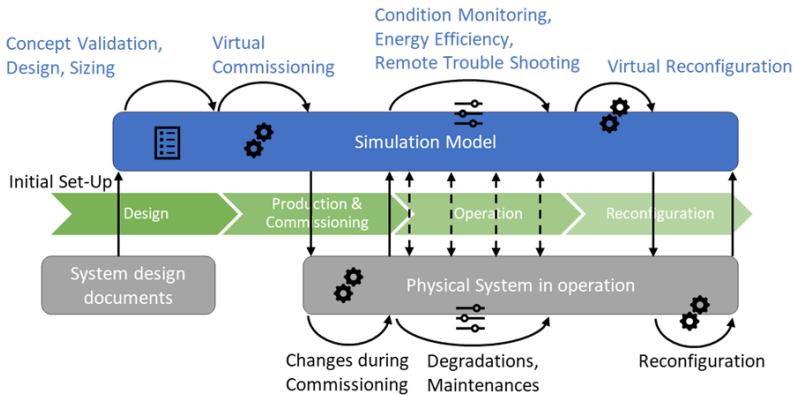 Concept Validation,
Design, Sizing
Virtual
Commissioning
Condition Monitoring,
Energy Efficiency,
Remote Trouble Shooting
Virtual Reconfiguration
Simulation Model
Initial Set-Up
Design
Production &
Commissioning
Operation
Reconfiguration
System design
documents
Physical System in operation
Changes during
Commissioning
Degradations,
Maintenances
Reconfiguration